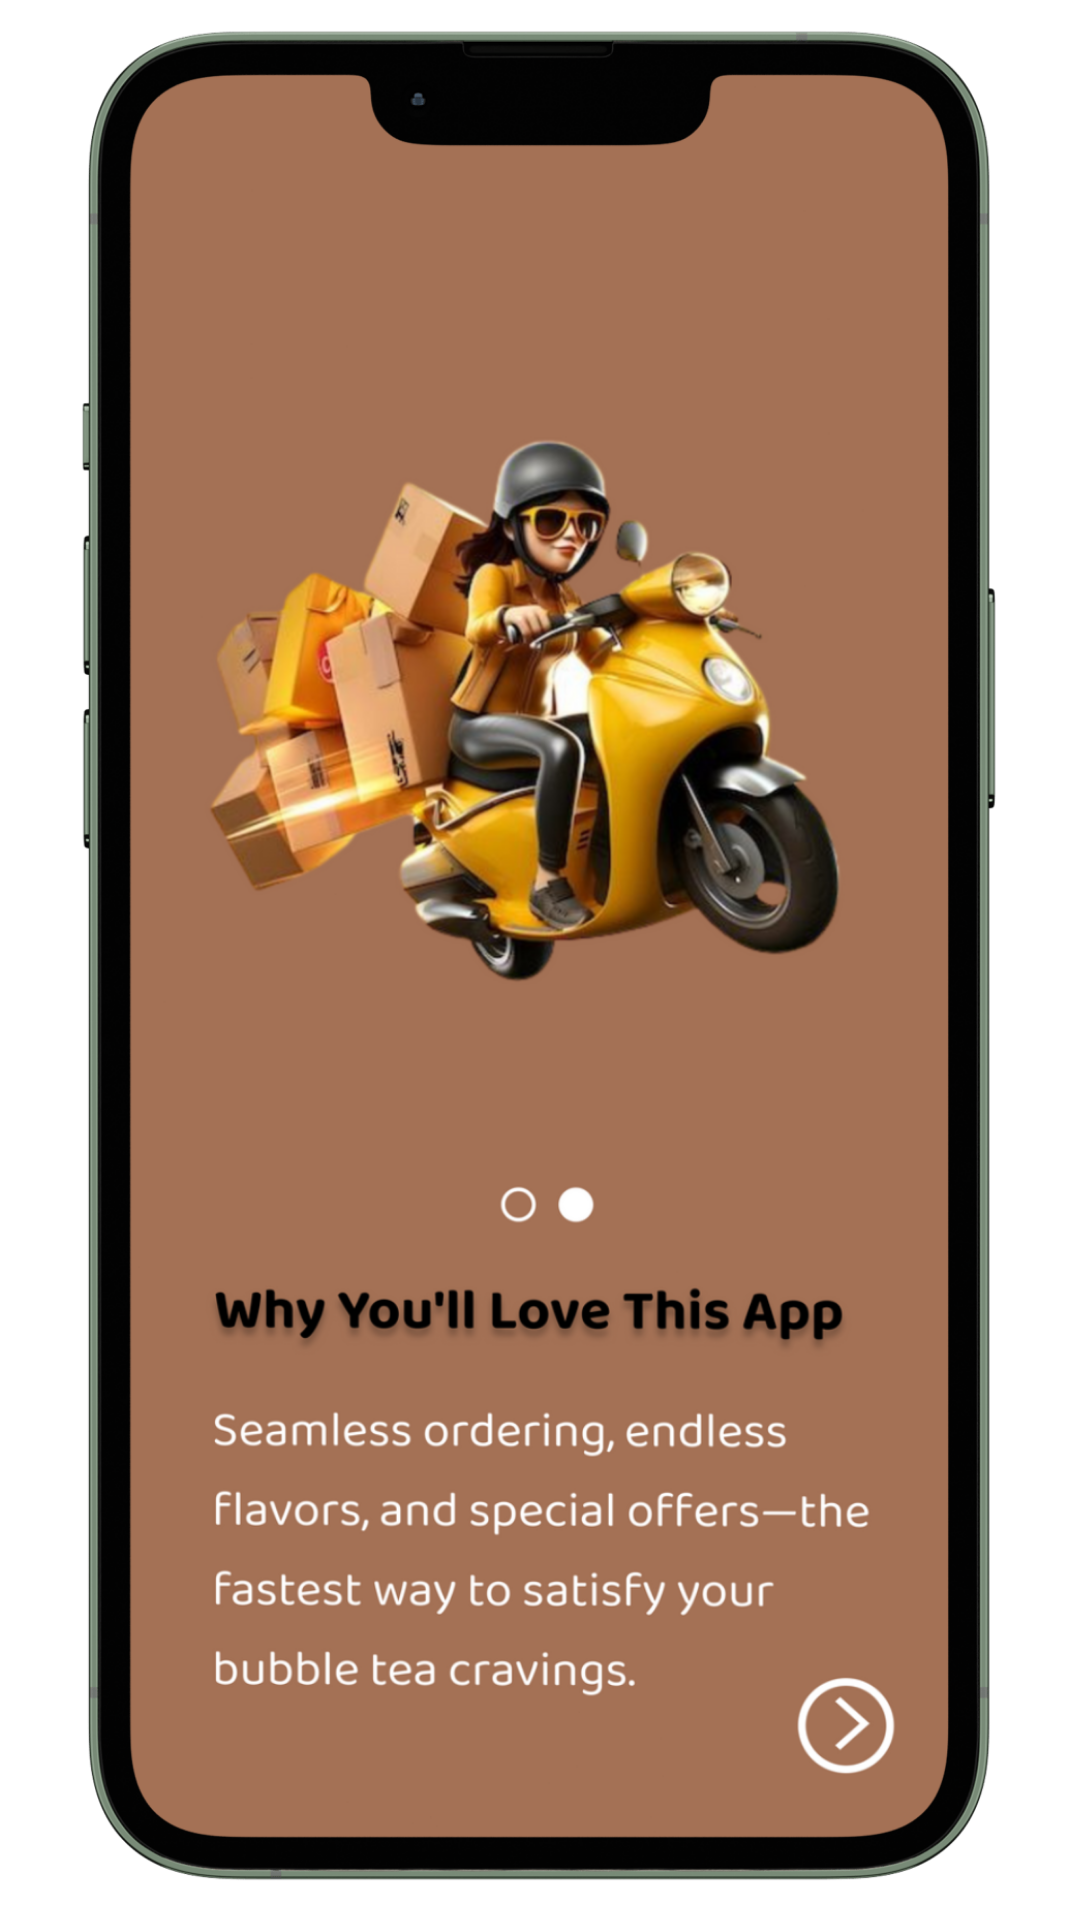 Why You'll Love This App
Seamless ordering, endless
flavors, and special offers—the
fastest way to satisfy your
bubble tea cravings.